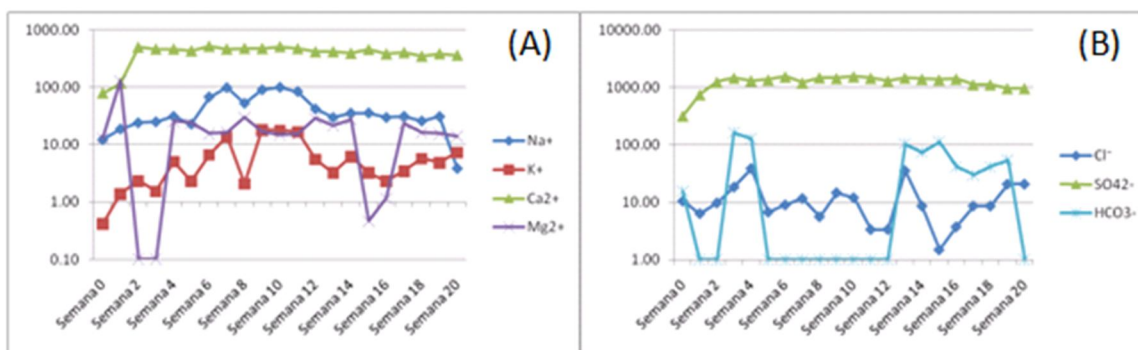 (A)
1000.00
100.00
10.00
1.00
0.10
Semana 0
Semana 2
Semana 4
Semana 6
Semana 8
Semana 10
Semana 12
Semana 14
Semana 16
Semana 18
Semana 20
Na+
K+
Ca2+
Mg2+
(B)
10000.00
1000.00
100.00
10.00
1.00
Semana 0
Semana 2
Semana 4
Semana 6
Semana 8
Semana 10
Semana 12
Semana 14
Semana 16
Semana 18
Semana 20
Cl⁻
SO42-
HCO3-